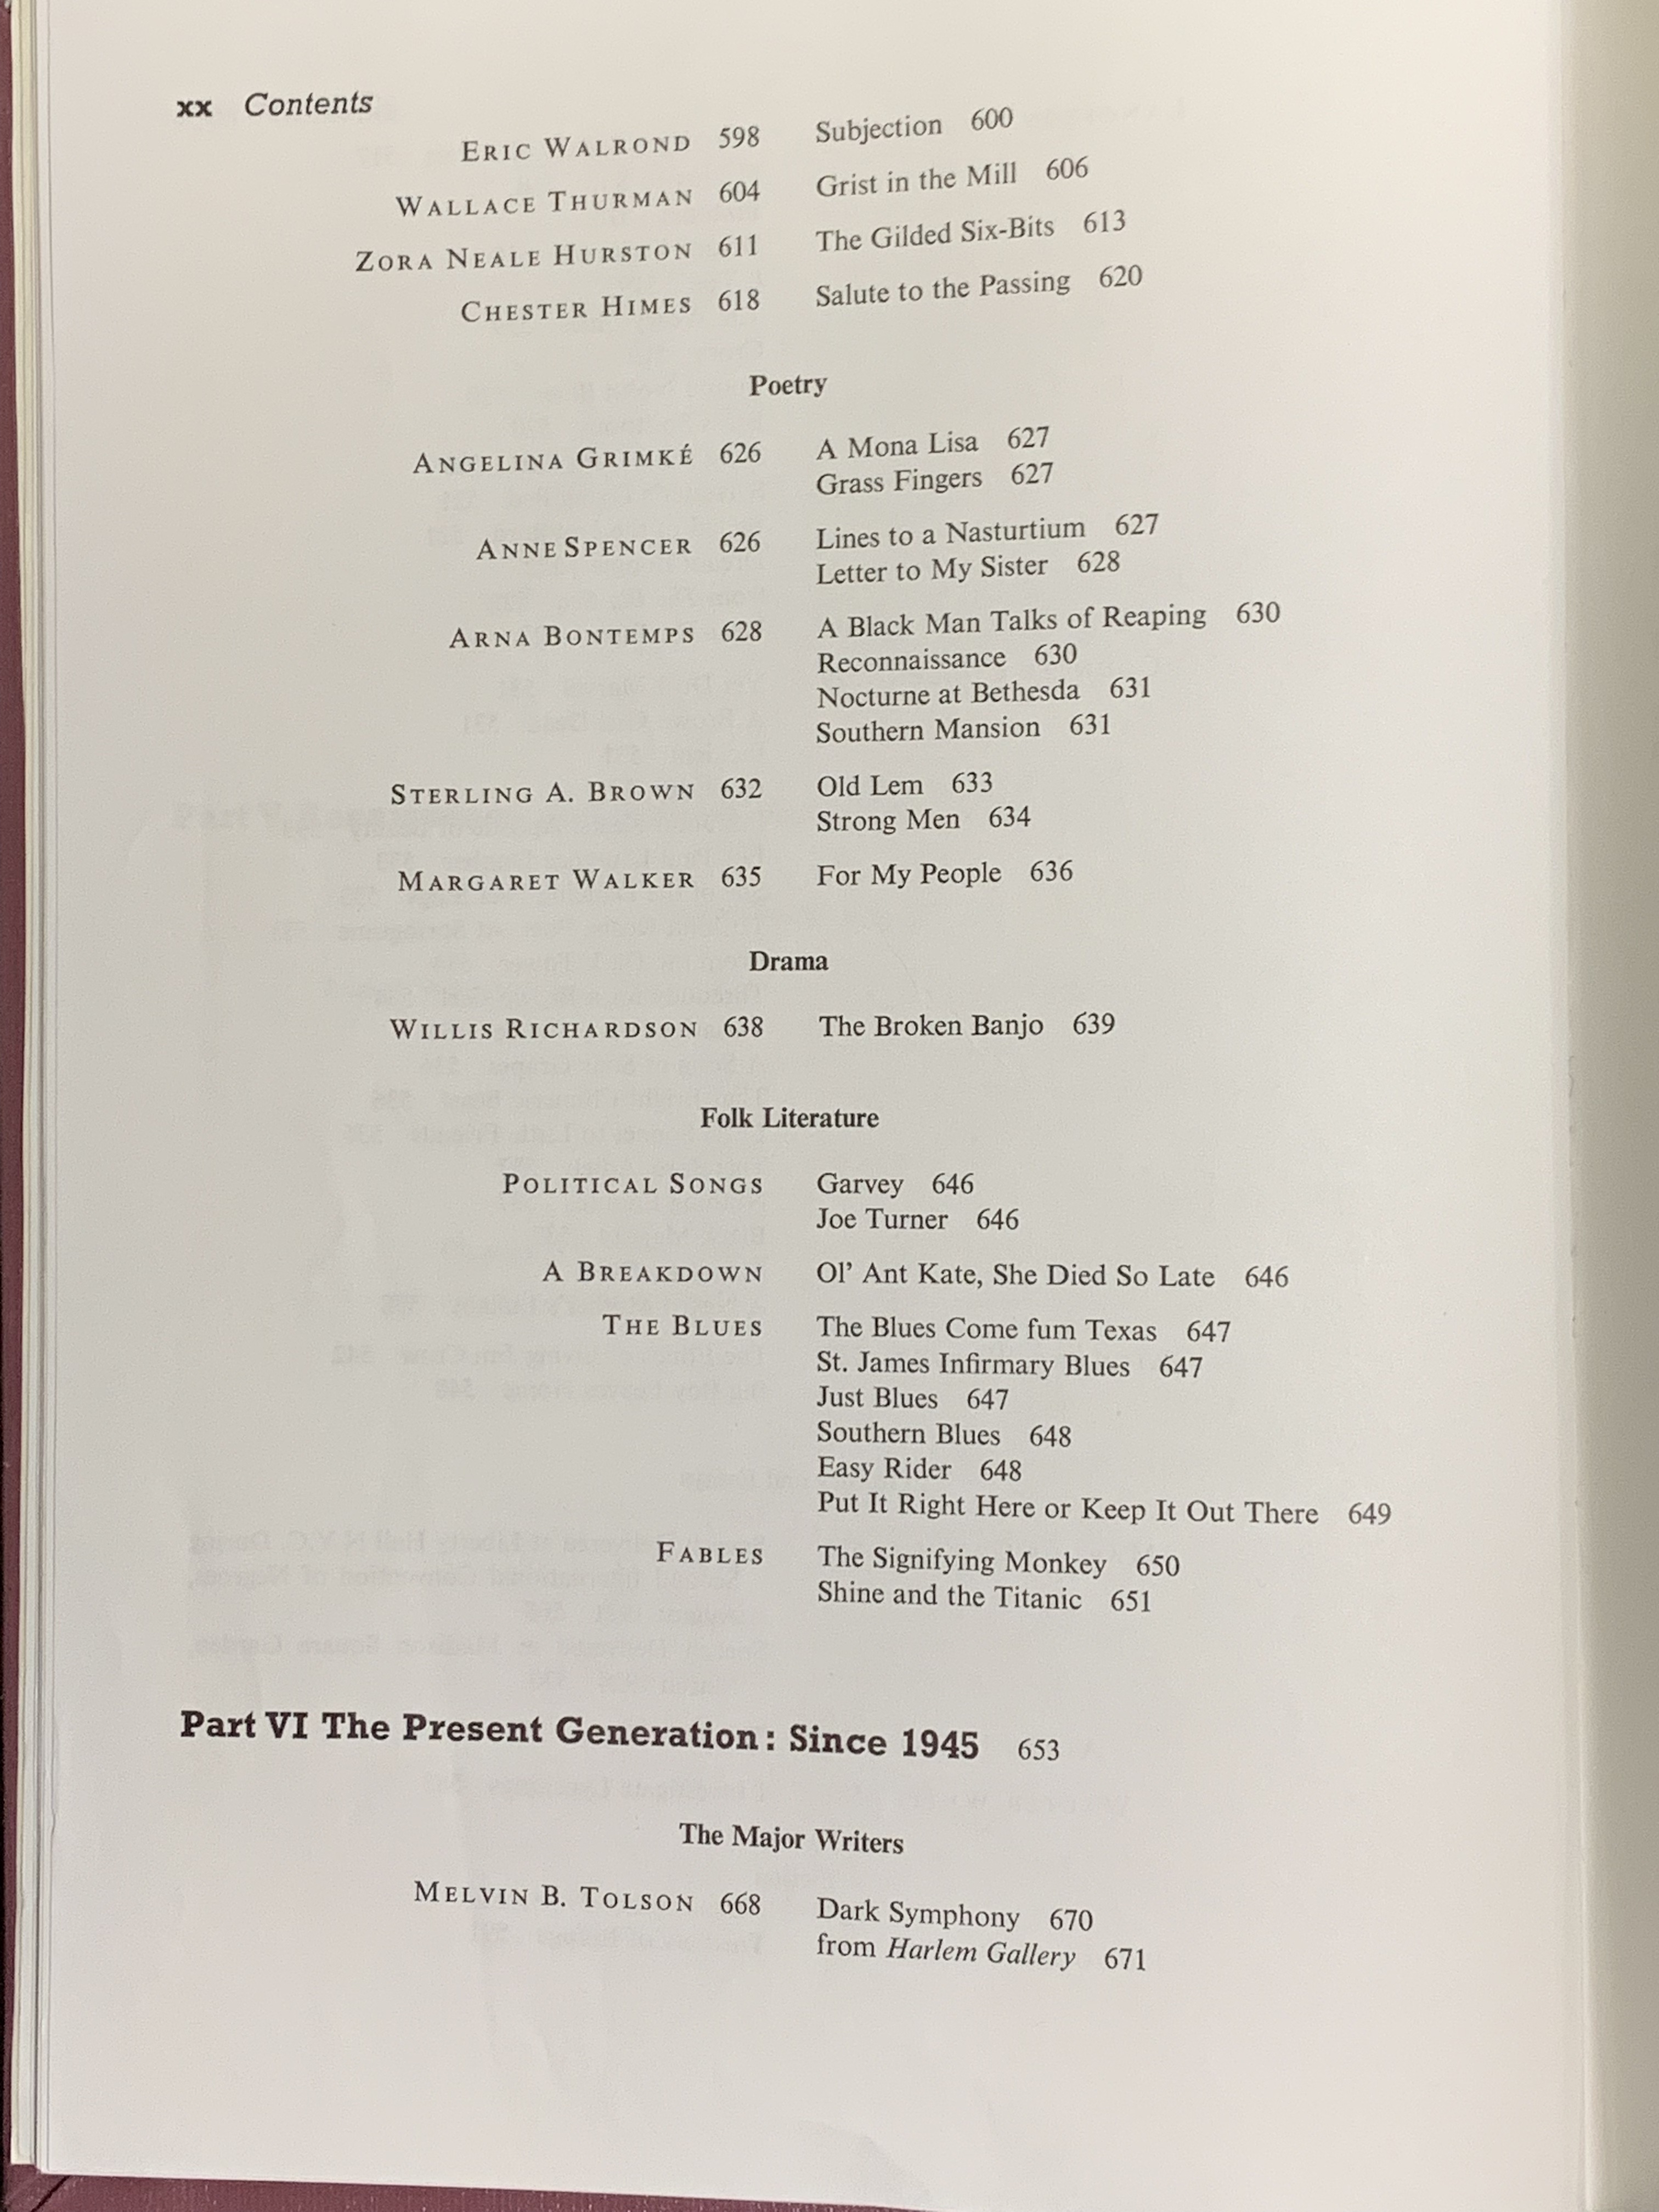 xx Contents
ERIC WALROND 598 Subjection 600
WALLACE THURMAN 604 Grist in the Mill 606
ZORA NEALE HURSTON 611 The Gilded Six-Bits 613
CHESTER HIMES 618 Salute to the Passing 620
Poetry
ANGELINA GRIMKÉ 626 A Mona Lisa 627
Grass Fingers 627
ANNE SPENCER 626 Lines to a Nasturtium 627
Letter to My Sister 628
ARNA BONTEMPS 628 A Black Man Talks of Reaping 630
Reconnaissance 630
Nocturne at Bethesda 631
Southern Mansion 631
STERLING A. BROWN 632 Old Lem 633
Strong Men 634
MARGARET WALKER 635 For My People 636
Drama
WILLIS RICHARDSON 638 The Broken Banjo 639
Folk Literature
POLITICAL SONGS Garvey 646
Joe Turner 646
A BREAKDOWN Ol' Ant Kate, She Died So Late 646
THE BLUES The Blues Come fum Texas 647
St. James Infirmary Blues 647
Just Blues 647
Southern Blues 648
Easy Rider 648
Put It Right Here or Keep It Out There 649
FABLES The Signifying Monkey 650
Shine and the Titanic 651
Part VI The Present Generation: Since 1945 653
The Major Writers
MELVIN B. TOLSON 668 Dark Symphony 670
from Harlem Gallery 671